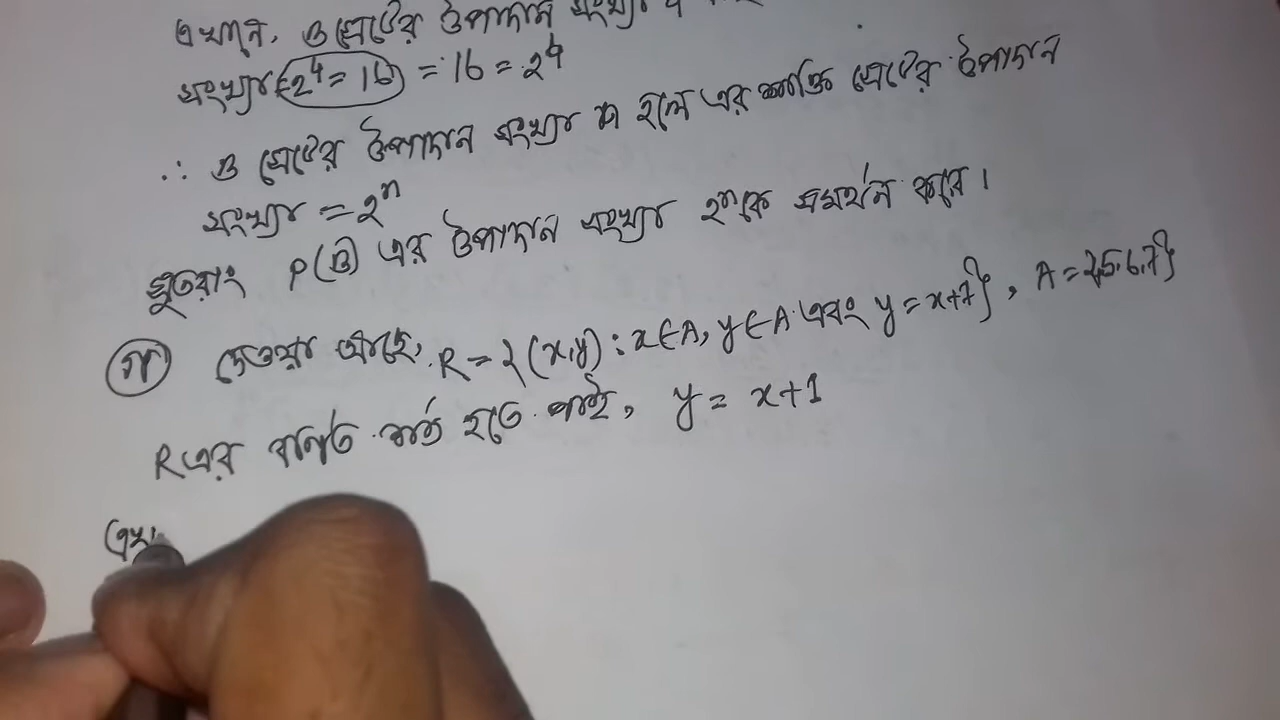 এখানে, B সেটের উপাদান সংখ্যা 4
সংখ্যা (2⁴ = 16) = 16 = 2⁴
∴ B সেটের উপাদান সংখ্যা n হলে এর শক্তি সেটের উপাদান
সংখ্যা = 2ⁿ
সুতরাং P(B) এর উপাদান সংখ্যা 2ⁿকে সমর্থন করে।
গ দেওয়া আছে, R = {(x,y) : x∈A, y∈A এবং y = x+1}, A = {5,6,7}
R এর বর্ণিত শর্ত হতে পাই, y = x+1